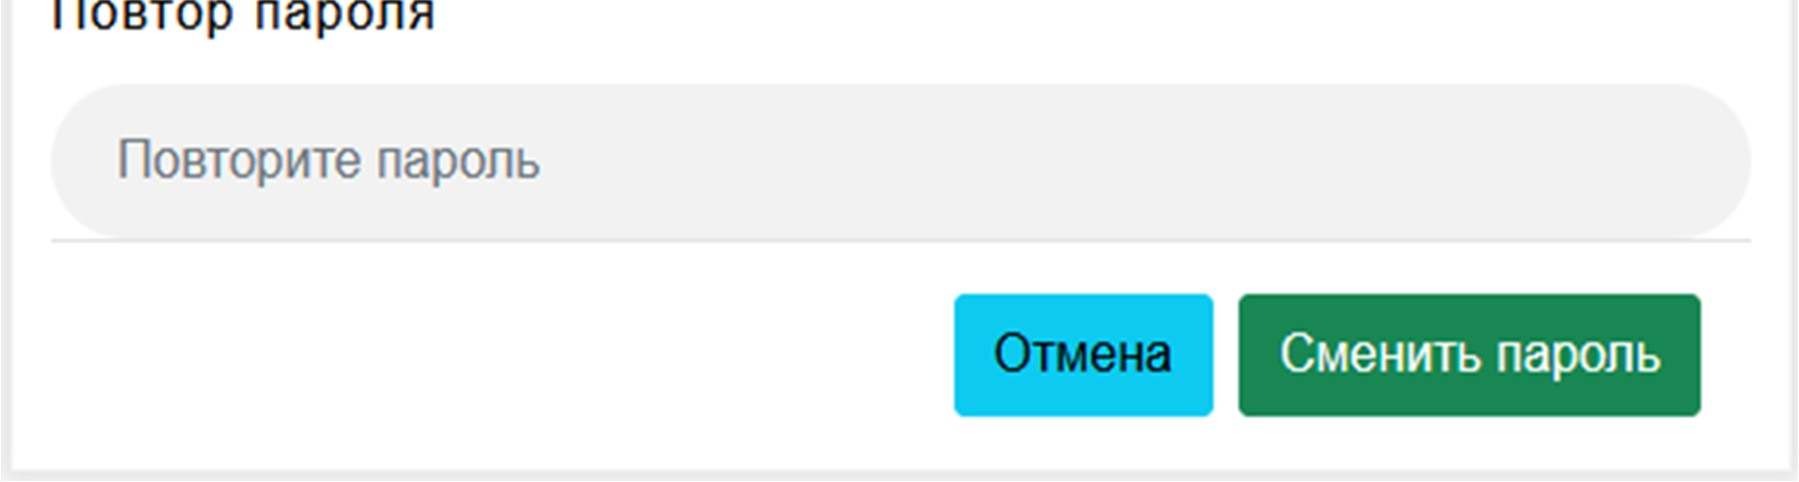 Повтор пароля
Повторите пароль
Отмена Сменить пароль